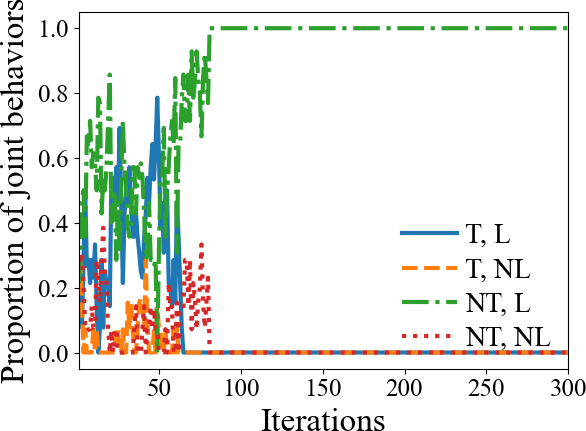 Proportion of joint behaviors
1.0
0.8
0.6
0.4
0.2
0.0
T, L
T, NL
NT, L
NT, NL
50 100 150 200 250 300
Iterations